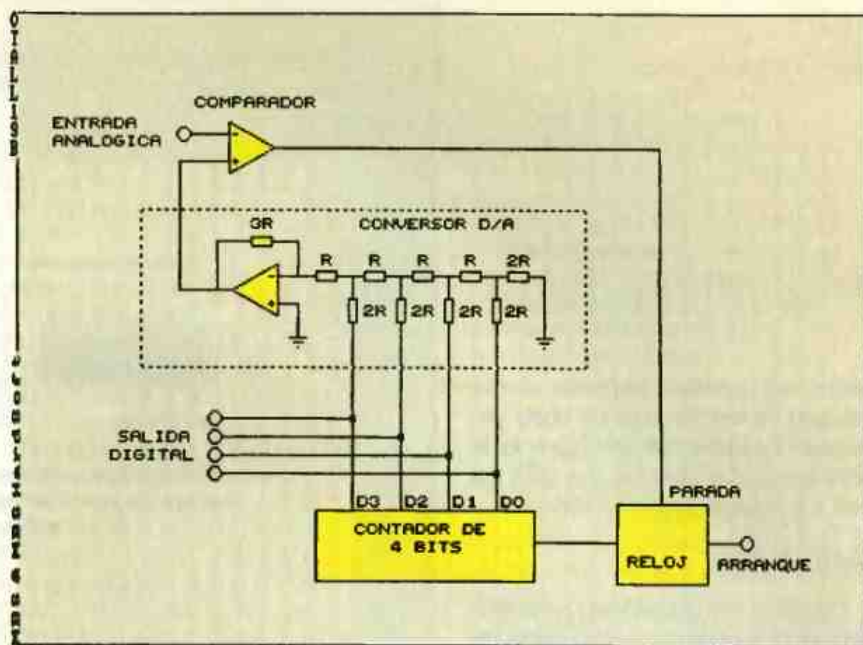 COMPARADOR
ENTRADA
ANALOGICA
-
+
CONVERSOR D/A
3R
R
R
R
R
2R
-
+
2R
2R
2R
2R
SALIDA
DIGITAL
D3
D2
D1
D0
CONTADOR DE
4 BITS
PARADA
RELOJ
ARRANQUE